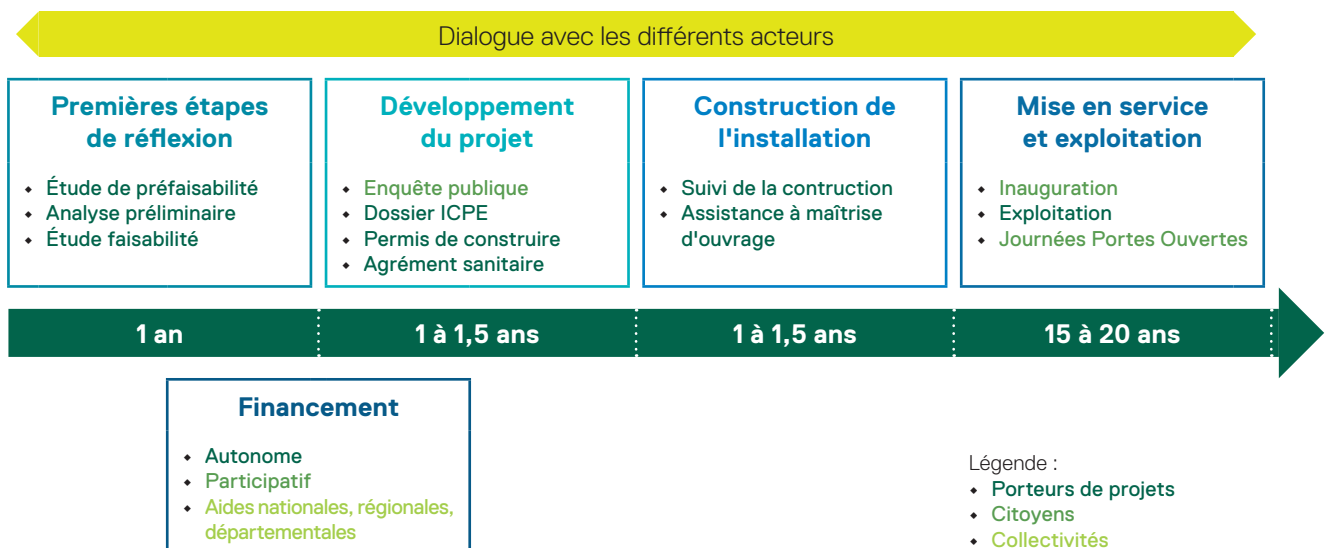 Dialogue avec les différents acteurs
Premières étapes
de réflexion
• Étude de préfaisabilité
• Analyse préliminaire
• Étude faisabilité
Développement
du projet
• Enquête publique
• Dossier ICPE
• Permis de construire
• Agrément sanitaire
Construction de
l'installation
• Suivi de la contruction
• Assistance à maîtrise
d'ouvrage
Mise en service
et exploitation
• Inauguration
• Exploitation
• Journées Portes Ouvertes
1 an
1 à 1,5 ans
1 à 1,5 ans
15 à 20 ans
Financement
• Autonome
• Participatif
• Aides nationales, régionales,
départementales
Légende :
• Porteurs de projets
• Citoyens
• Collectivités